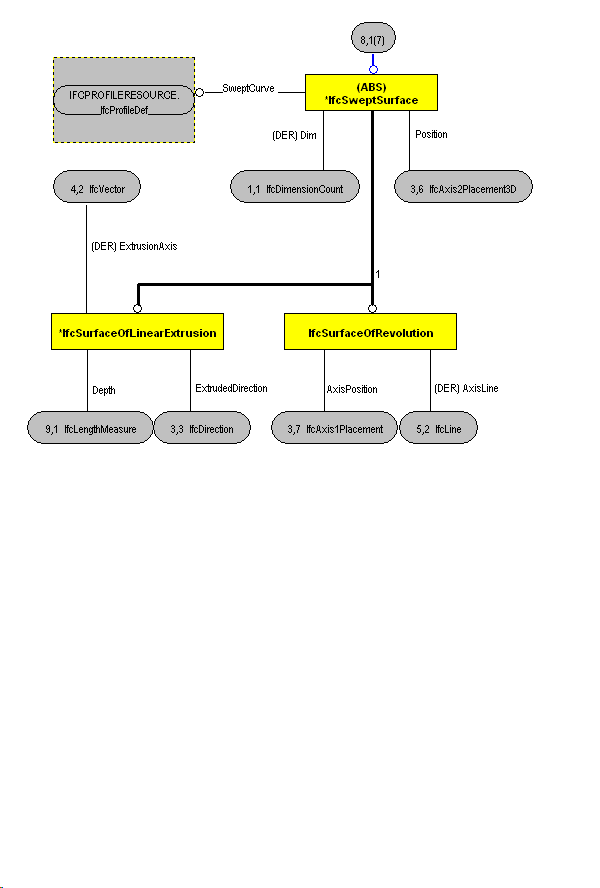 8,1(7)
IFCPROFILERESOURCE.
IfcProfileDef
SweptCurve
(ABS)
*IfcSweptSurface
(DER) Dim
Position
4,2 IfcVector
1,1 IfcDimensionCount
3,6 IfcAxis2Placement3D
(DER) ExtrusionAxis
1
*IfcSurfaceOfLinearExtrusion
IfcSurfaceOfRevolution
Depth
ExtrudedDirection
AxisPosition
(DER) AxisLine
9,1 IfcLengthMeasure
3,3 IfcDirection
3,7 IfcAxis1Placement
5,2 IfcLine